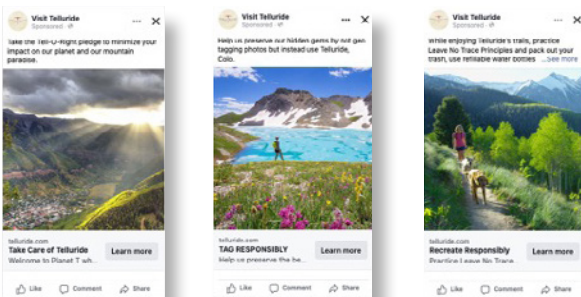 Visit Telluride
Sponsored
Take the Tell-U-Right pledge to minimize your
impact on our planet and our mountain
paradise.
telluride.com
Take Care of Telluride
Learn more
Welcome to Planet T
Like Comment Share
Visit Telluride
Sponsored
Help us preserve our hidden gems by not geo
tagging photos but instead use Telluride,
Colo.
telluride.com
TAG RESPONSIBLY
Learn more
Help us preserve the
Like Comment Share
Visit Telluride
Sponsored
While enjoying Telluride's trails, practice
Leave No Trace Principles and pack out your
trash, use refillable water bottles ...See more
telluride.com
Recreate Responsibly
Learn more
Practice Leave No Trace
Like Comment Share